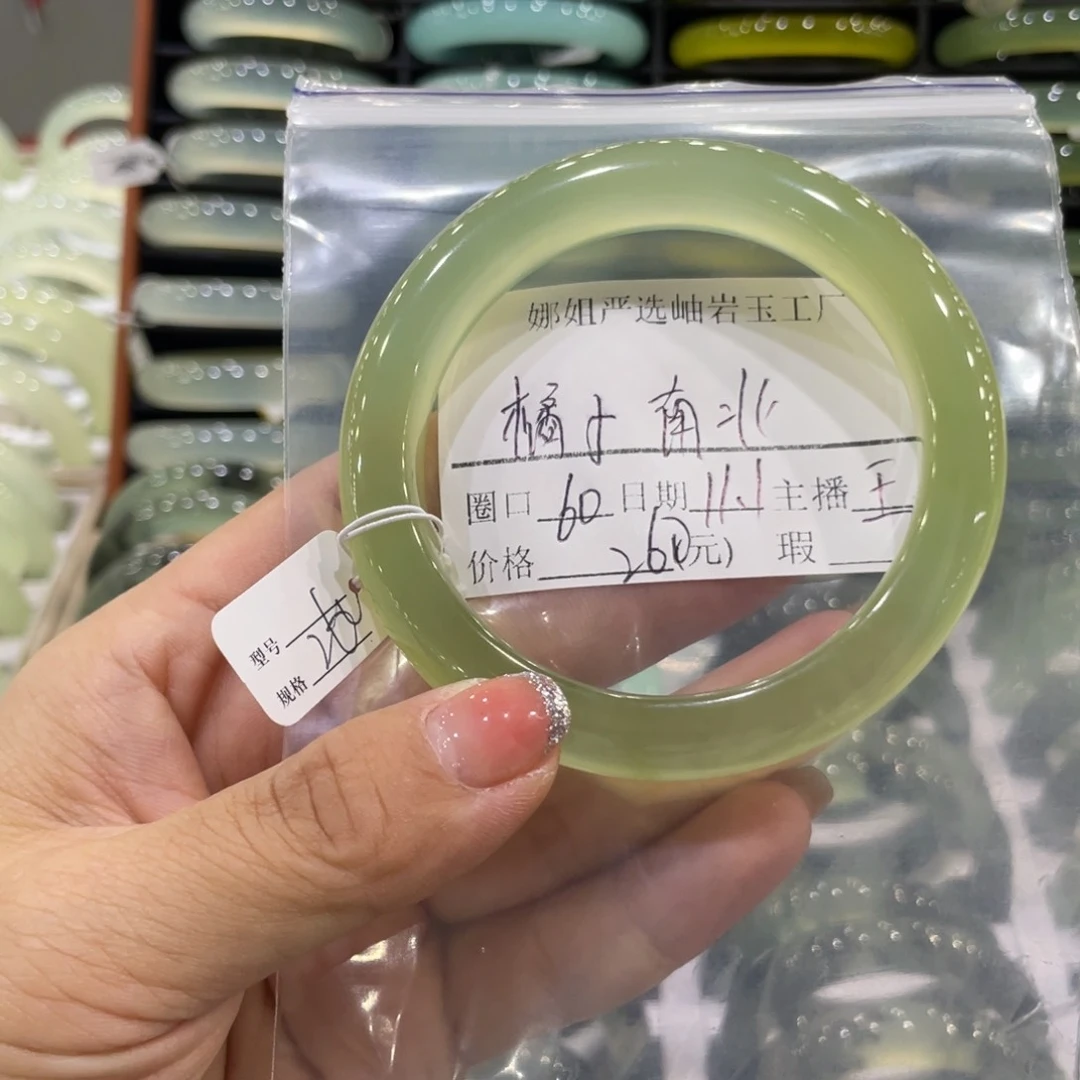 娜姐严选岫岩玉工厂
橘 南北
圈口 60 日期 11.1 主播 王
价格 260 (元) 瑕
型号
规格